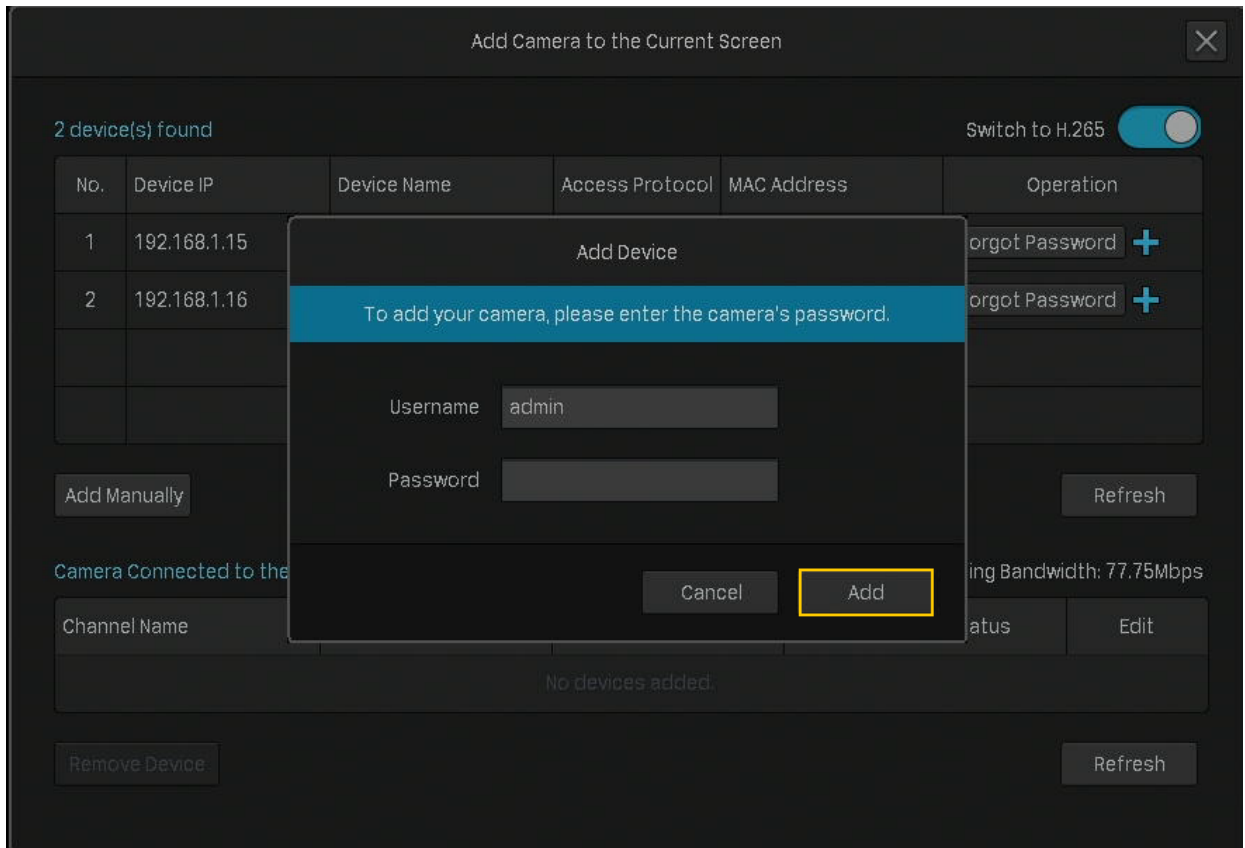 Add Camera to the Current Screen
2 device(s) found
Switch to H.265
No. Device IP Device Name Access Protocol MAC Address Operation
1 192.168.1.15 orgot Password
2 192.168.1.16 orgot Password
Add Device
To add your camera, please enter the camera's password.
Username admin
Password
Cancel Add
Add Manually Refresh
Camera Connected to the ing Bandwidth: 77.75Mbps
Channel Name atus Edit
No devices added.
Remove Device Refresh